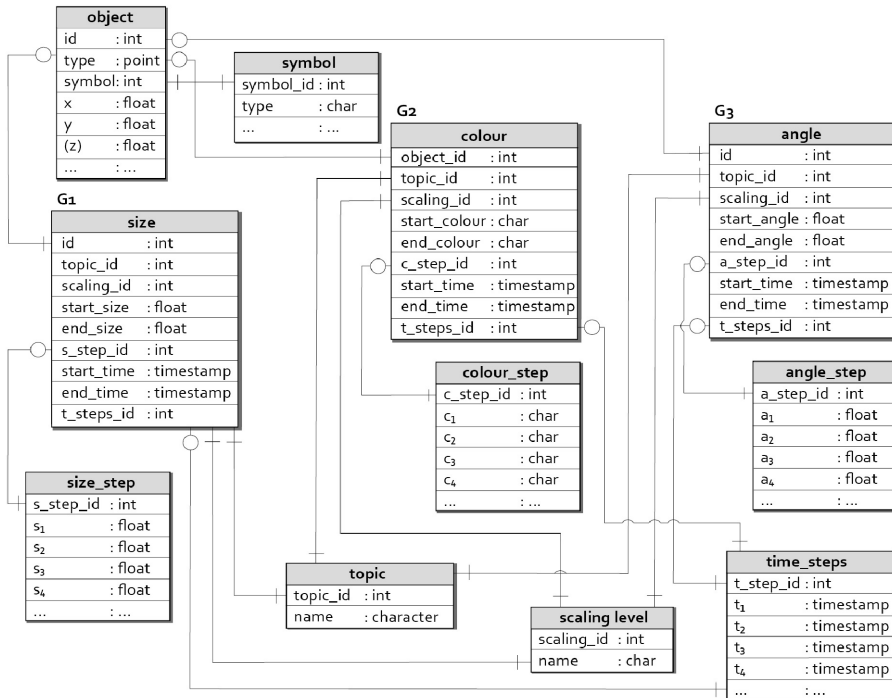 object
id : int
type : point
symbol: int
x : float
y : float
(z) : float
... : ...
symbol
symbol_id : int
type : char
... : ...
G1
size
id : int
topic_id : int
scaling_id : int
start_size : float
end_size : float
s_step_id : int
start_time : timestamp
end_time : timestamp
t_steps_id : int
G2
colour
object_id : int
topic_id : int
scaling_id : int
start_colour : char
end_colour : char
c_step_id : int
start_time : timestamp
end_time : timestamp
t_steps_id : int
G3
angle
id : int
topic_id : int
scaling_id : int
start_angle : float
end_angle : float
a_step_id : int
start_time : timestamp
end_time : timestamp
t_steps_id : int
colour_step
c_step_id : int
c₁ : char
c₂ : char
c₃ : char
c₄ : char
... : ...
angle_step
a_step_id : int
a₁ : float
a₂ : float
a₃ : float
a₄ : float
... : ...
size_step
s_step_id : int
s₁ : float
s₂ : float
s₃ : float
s₄ : float
... : ...
topic
topic_id : int
name : character
scaling level
scaling_id : int
name : char
time_steps
t_step_id : int
t₁ : timestamp
t₂ : timestamp
t₃ : timestamp
t₄ : timestamp
... : ...